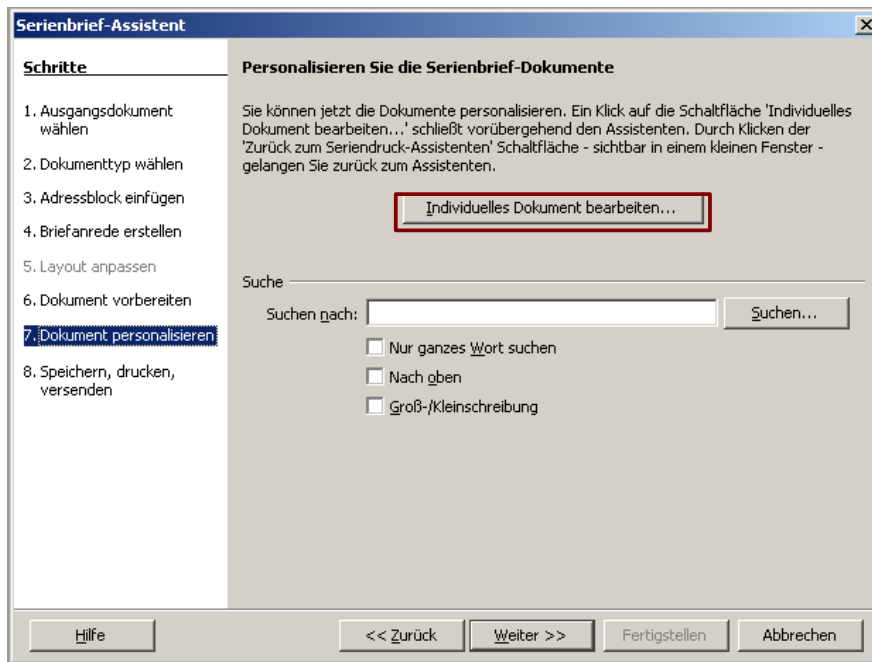 Serienbrief-Assistent
Schritte
1. Ausgangsdokument
wählen
2. Dokumenttyp wählen
3. Adressblock einfügen
4. Briefanrede erstellen
5. Layout anpassen
6. Dokument vorbereiten
7. Dokument personalisieren
8. Speichern, drucken,
versenden
Personalisieren Sie die Serienbrief-Dokumente
Sie können jetzt die Dokumente personalisieren. Ein Klick auf die Schaltfläche 'Individuelles
Dokument bearbeiten...' schließt vorübergehend den Assistenten. Durch Klicken der
'Zurück zum Seriendruck-Assistenten' Schaltfläche - sichtbar in einem kleinen Fenster -
gelangen Sie zurück zum Assistenten.
Individuelles Dokument bearbeiten...
Suche
Suchen nach:
Suchen...
Nur ganzes Wort suchen
Nach oben
Groß-/Kleinschreibung
Hilfe
<< Zurück
Weiter >>
Fertigstellen
Abbrechen